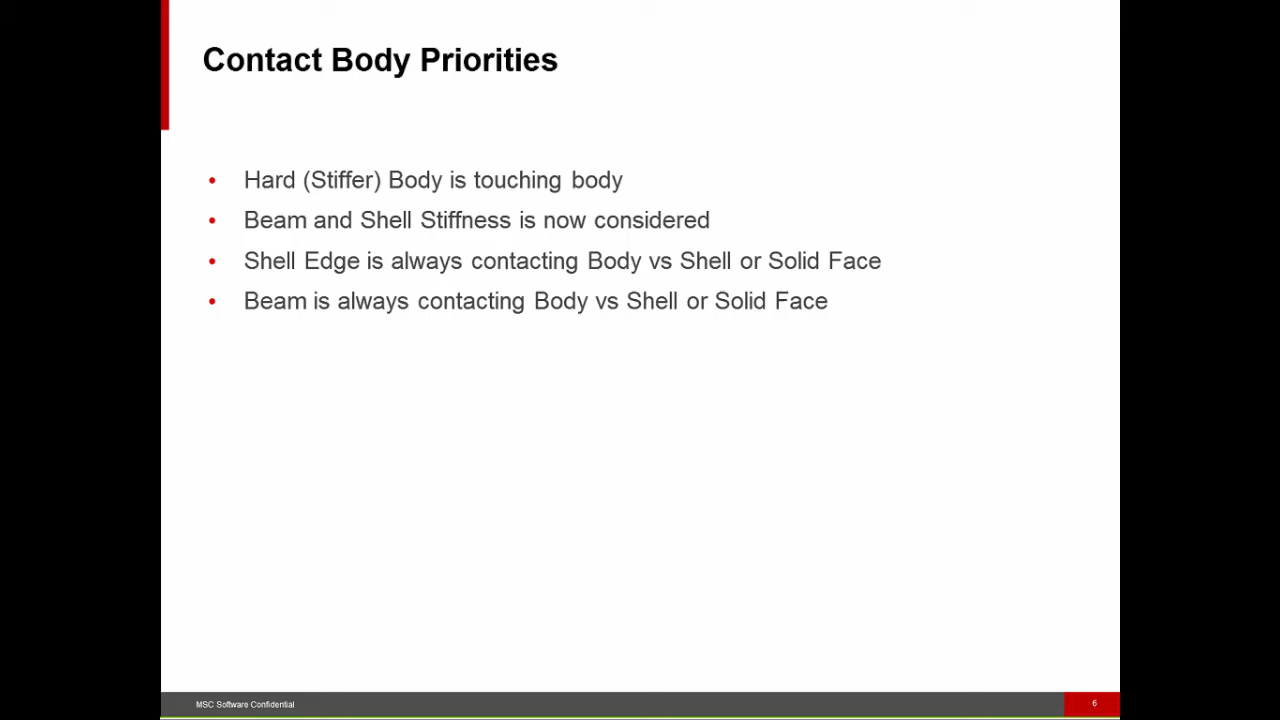 Contact Body Priorities
• Hard (Stiffer) Body is touching body
• Beam and Shell Stiffness is now considered
• Shell Edge is always contacting Body vs Shell or Solid Face
• Beam is always contacting Body vs Shell or Solid Face
MSC Software Confidential
6